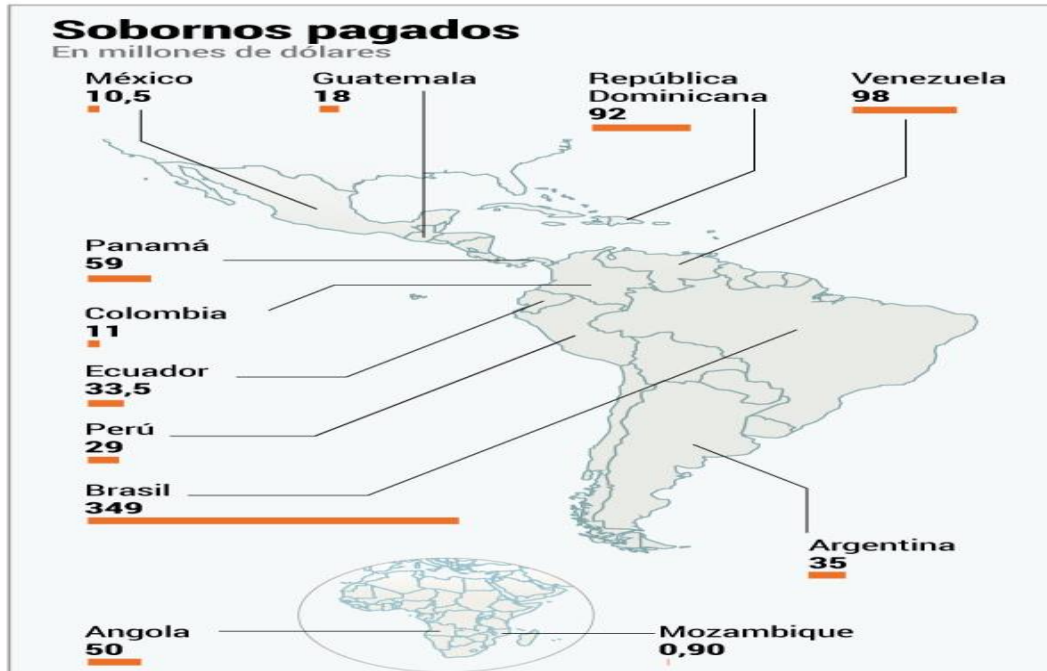 Sobornos pagados
En millones de dólares
México
10,5
Guatemala
18
República
Dominicana
92
Venezuela
98
Panamá
59
Colombia
11
Ecuador
33,5
Perú
29
Brasil
349
Argentina
35
Angola
50
Mozambique
0,90